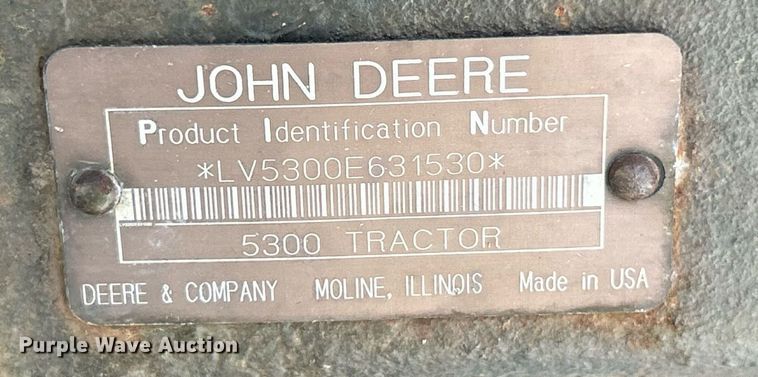 JOHN DEERE
Product Identification Number
*LV5300E631530*
5300 TRACTOR
DEERE & COMPANY MOLINE, ILLINOIS Made in USA
Purple Wave Auction